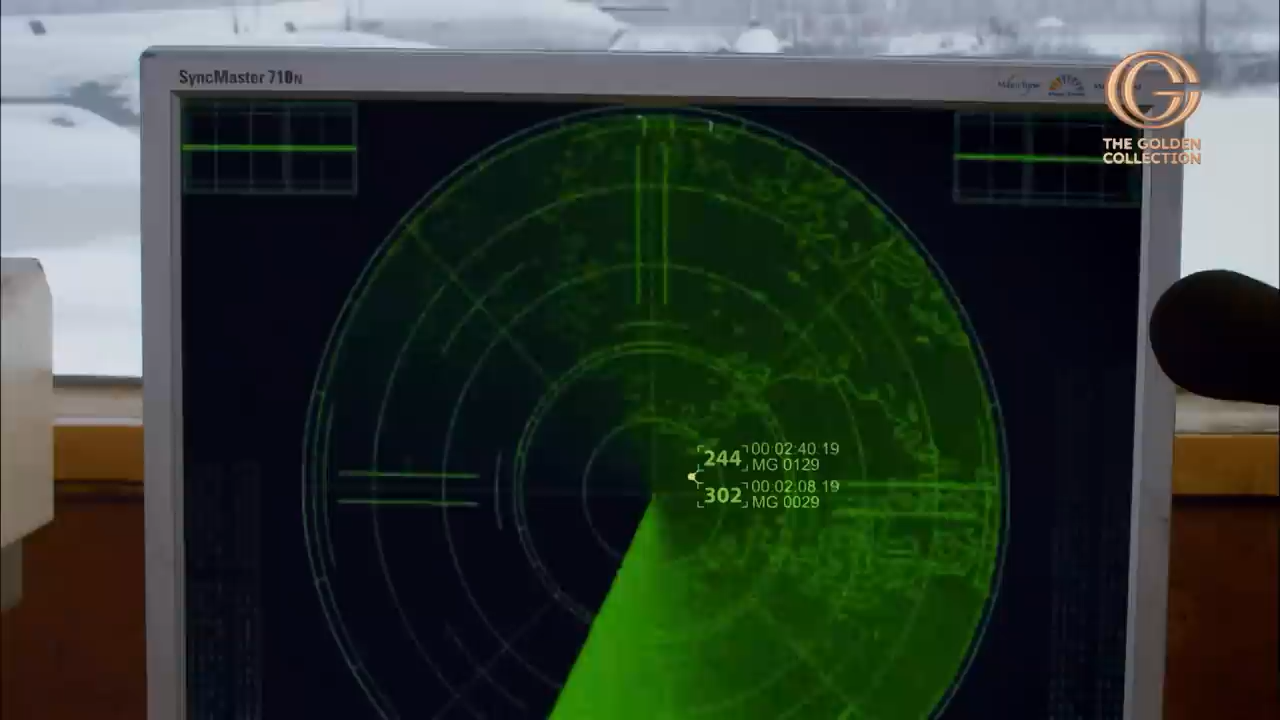 SyncMaster 710N
THE GOLDEN
COLLECTION
244
00:02:40 19
MG 0129
302
00:02.08 19
MG 0029